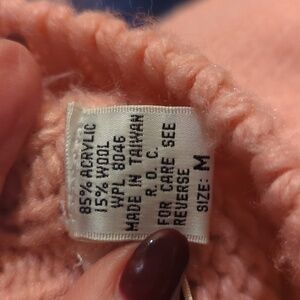 85% ACRYLIC
15% WOOL
WPL 8046
MADE IN TAIWAN
R. O. C.
FOR CARE SEE
REVERSE
SIZE: M